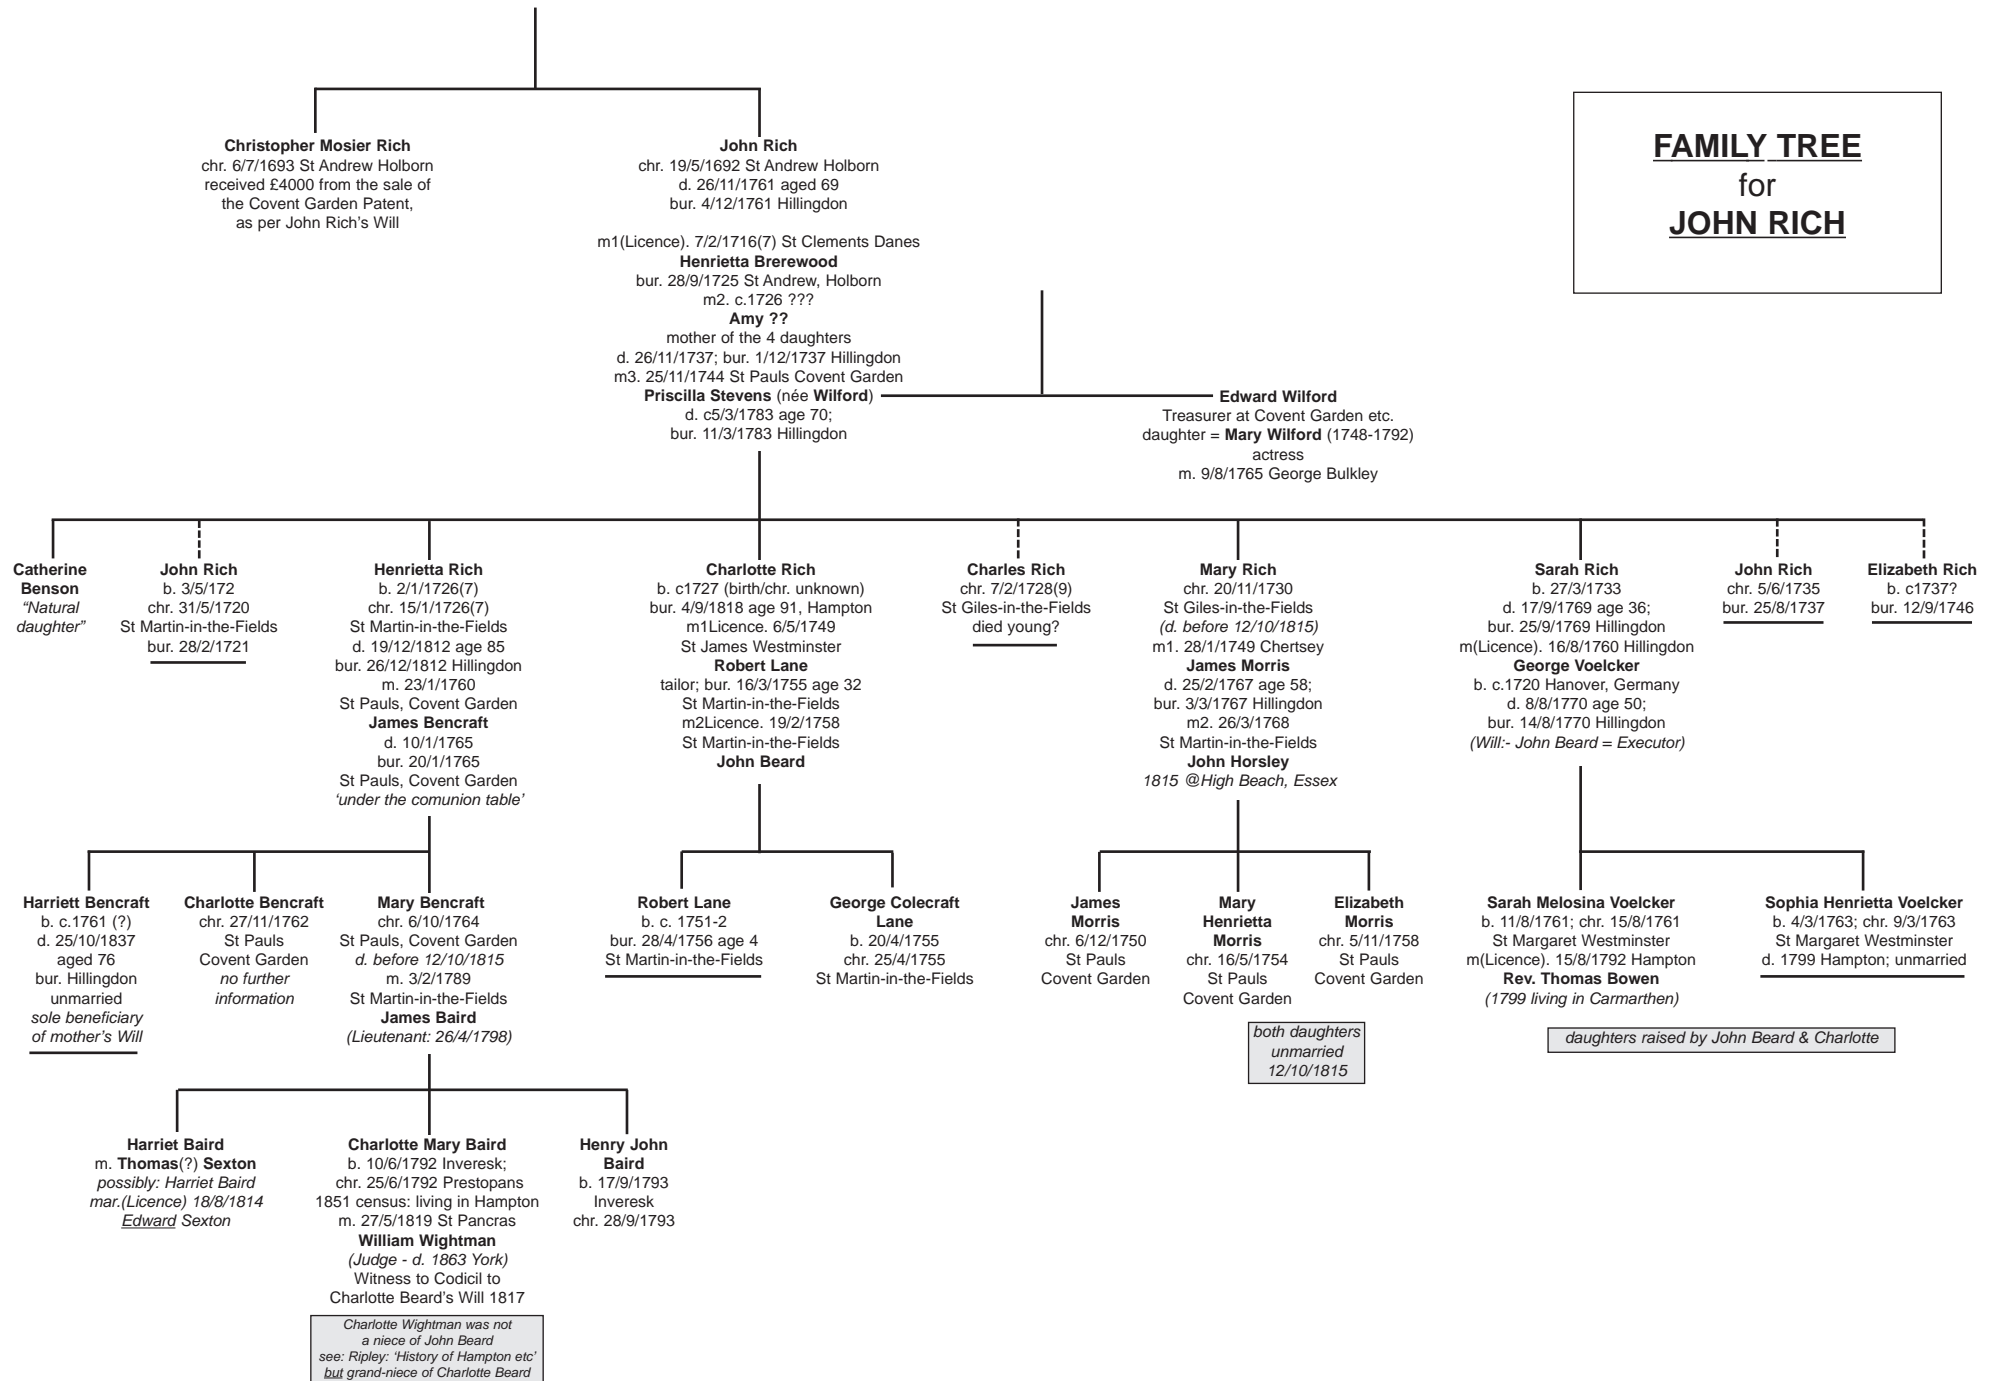 FAMILY TREE
for
JOHN RICH
Christopher Mosier Rich
chr. 6/7/1693 St Andrew Holborn
received £4000 from the sale of
the Covent Garden Patent,
as per John Rich's Will
John Rich
chr. 19/5/1692 St Andrew Holborn
d. 26/11/1761 aged 69
bur. 4/12/1761 Hillingdon
m1(Licence). 7/2/1716(7) St Clements Danes
Henrietta Brerewood
bur. 28/9/1725 St Andrew, Holborn
m2. c.1726 ???
Amy ??
mother of the 4 daughters
d. 26/11/1737; bur. 1/12/1737 Hillingdon
m3. 25/11/1744 St Pauls Covent Garden
Priscilla Stevens (née Wilford)
d. c5/3/1783 age 70;
bur. 11/3/1783 Hillingdon
Edward Wilford
Treasurer at Covent Garden etc.
daughter = Mary Wilford (1748-1792)
actress
m. 9/8/1765 George Bulkley
Catherine
Benson
"Natural
daughter"
John Rich
b. 3/5/172
chr. 31/5/1720
St Martin-in-the-Fields
bur. 28/2/1721
Henrietta Rich
b. 2/1/1726(7)
chr. 15/1/1726(7)
St Martin-in-the-Fields
d. 19/12/1812 age 85
bur. 26/12/1812 Hillingdon
m. 23/1/1760
St Pauls, Covent Garden
James Bencraft
d. 10/1/1765
bur. 20/1/1765
St Pauls, Covent Garden
'under the comunion table'
Charlotte Rich
b. c1727 (birth/chr. unknown)
bur. 4/9/1818 age 91, Hampton
m1Licence. 6/5/1749
St James Westminster
Robert Lane
tailor; bur. 16/3/1755 age 32
St Martin-in-the-Fields
m2Licence. 19/2/1758
St Martin-in-the-Fields
John Beard
Charles Rich
chr. 7/2/1728(9)
St Giles-in-the-Fields
died young?
Mary Rich
chr. 20/11/1730
St Giles-in-the-Fields
(d. before 12/10/1815)
m1. 28/1/1749 Chertsey
James Morris
d. 25/2/1767 age 58;
bur. 3/3/1767 Hillingdon
m2. 26/3/1768
St Martin-in-the-Fields
John Horsley
1815 @High Beach, Essex
Sarah Rich
b. 27/3/1733
d. 17/9/1769 age 36;
bur. 25/9/1769 Hillingdon
m(Licence). 16/8/1760 Hillingdon
George Voelcker
b. c.1720 Hanover, Germany
d. 8/8/1770 age 50;
bur. 14/8/1770 Hillingdon
(Will:- John Beard = Executor)
John Rich
chr. 5/6/1735
bur. 25/8/1737
Elizabeth Rich
b. c1737?
bur. 12/9/1746
Harriett Bencraft
b. c.1761 (?)
d. 25/10/1837
aged 76
bur. Hillingdon
unmarried
sole beneficiary
of mother's Will
Charlotte Bencraft
chr. 27/11/1762
St Pauls
Covent Garden
no further
information
Mary Bencraft
chr. 6/10/1764
St Pauls, Covent Garden
d. before 12/10/1815
m. 3/2/1789
St Martin-in-the-Fields
James Baird
(Lieutenant: 26/4/1798)
Robert Lane
b. c. 1751-2
bur. 28/4/1756 age 4
St Martin-in-the-Fields
George Colecraft
Lane
b. 20/4/1755
chr. 25/4/1755
St Martin-in-the-Fields
James
Morris
chr. 6/12/1750
St Pauls
Covent Garden
Mary
Henrietta
Morris
chr. 16/5/1754
St Pauls
Covent Garden
Elizabeth
Morris
chr. 5/11/1758
St Pauls
Covent Garden
both daughters
unmarried
12/10/1815
Sarah Melosina Voelcker
b. 11/8/1761; chr. 15/8/1761
St Margaret Westminster
m(Licence). 15/8/1792 Hampton
Rev. Thomas Bowen
(1799 living in Carmarthen)
Sophia Henrietta Voelcker
b. 4/3/1763; chr. 9/3/1763
St Margaret Westminster
d. 1799 Hampton; unmarried
daughters raised by John Beard & Charlotte
Harriet Baird
m. Thomas(?) Sexton
possibly: Harriet Baird
mar.(Licence) 18/8/1814
Edward Sexton
Charlotte Mary Baird
b. 10/6/1792 Inveresk;
chr. 25/6/1792 Prestopans
1851 census: living in Hampton
m. 27/5/1819 St Pancras
William Wightman
(Judge - d. 1863 York)
Witness to Codicil to
Charlotte Beard's Will 1817
Henry John
Baird
b. 17/9/1793
Inveresk
chr. 28/9/1793
Charlotte Wightman was not
a niece of John Beard
see: Ripley: 'History of Hampton etc'
but grand-niece of Charlotte Beard